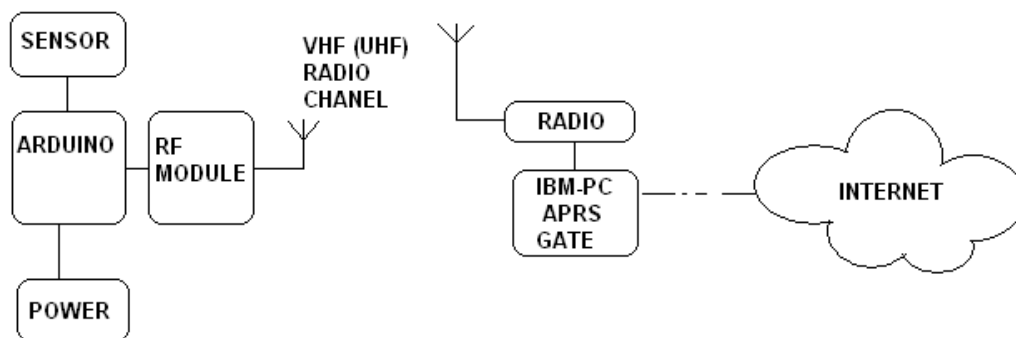 SENSOR
VHF (UHF)
RADIO
CHANEL
ARDUINO
RF
MODULE
RADIO
IBM-PC
APRS
GATE
INTERNET
POWER